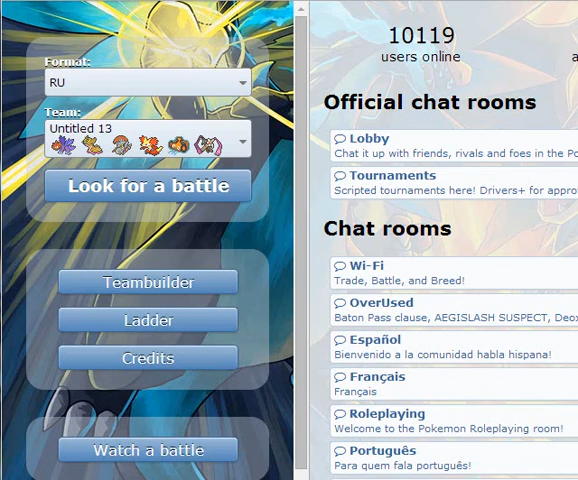 Format:
RU
Team:
Untitled 13
Look for a battle
Teambuilder
Ladder
Credits
Watch a battle
10119
users online
Official chat rooms
Lobby
Chat it up with friends, rivals and foes in the Po
Tournaments
Scripted tournaments here! Drivers+ for appro
Chat rooms
Wi-Fi
Trade, Battle, and Breed!
OverUsed
Baton Pass clause, AEGISLASH SUSPECT, Deox
Español
Bienvenido a la comunidad habla hispana!
Français
Français
Roleplaying
Welcome to the Pokemon Roleplaying room!
Português
Para quem fala português!